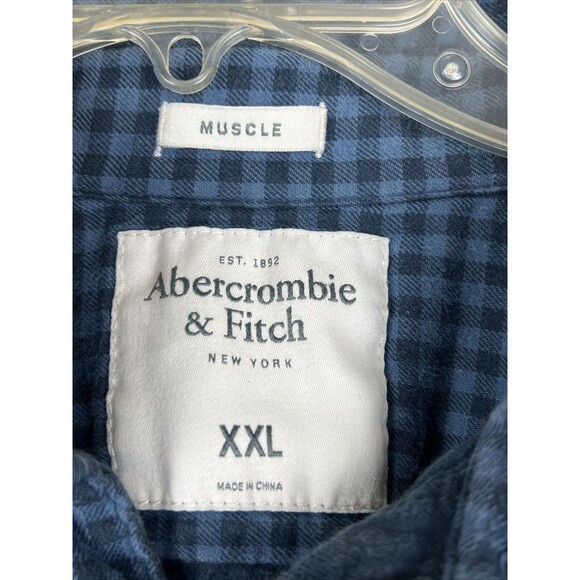 MUSCLE
EST. 1892
Abercrombie
& Fitch
NEW YORK
XXL
MADE IN CHINA